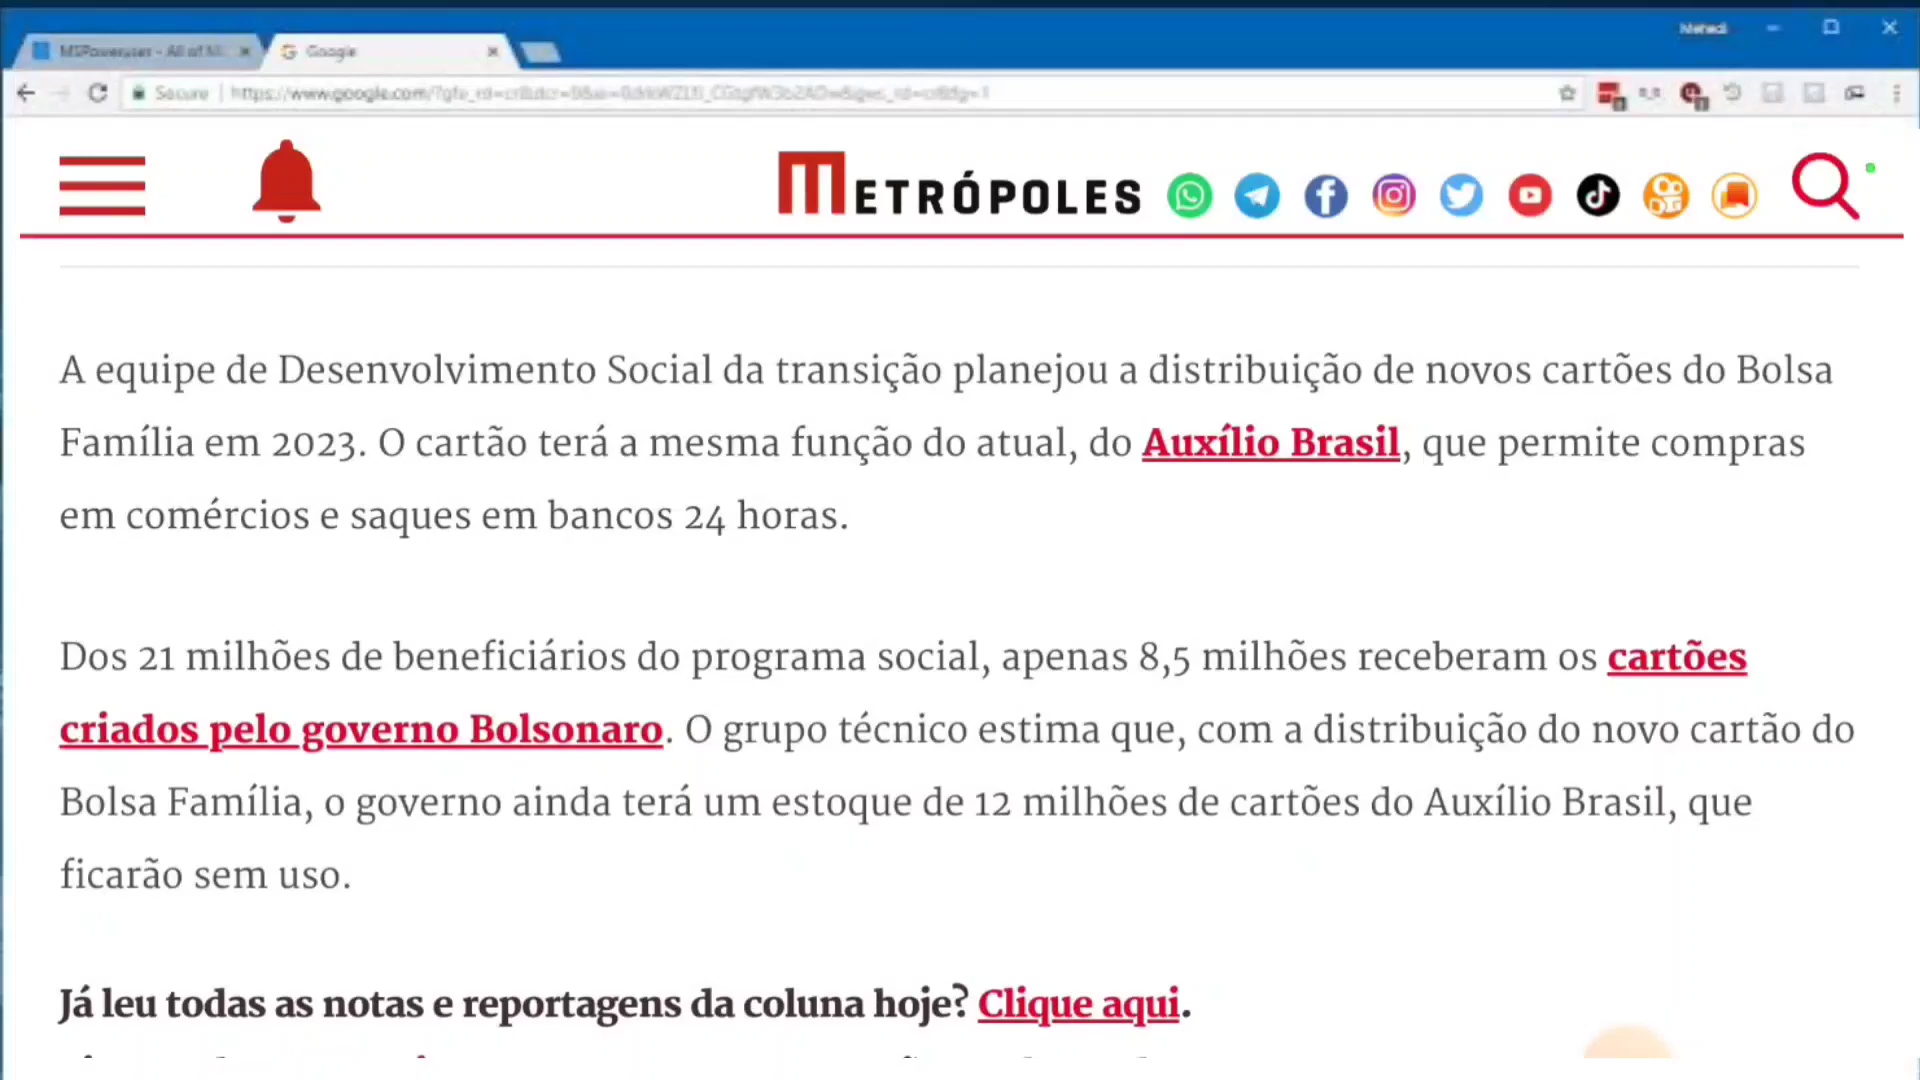 Google
Secure https://www.google.com/
METRÓPOLES
A equipe de Desenvolvimento Social da transição planejou a distribuição de novos cartões do Bolsa
Família em 2023. O cartão terá a mesma função do atual, do Auxílio Brasil, que permite compras
em comércios e saques em bancos 24 horas.
Dos 21 milhões de beneficiários do programa social, apenas 8,5 milhões receberam os cartões
criados pelo governo Bolsonaro. O grupo técnico estima que, com a distribuição do novo cartão do
Bolsa Família, o governo ainda terá um estoque de 12 milhões de cartões do Auxílio Brasil, que
ficarão sem uso.
Já leu todas as notas e reportagens da coluna hoje? Clique aqui.